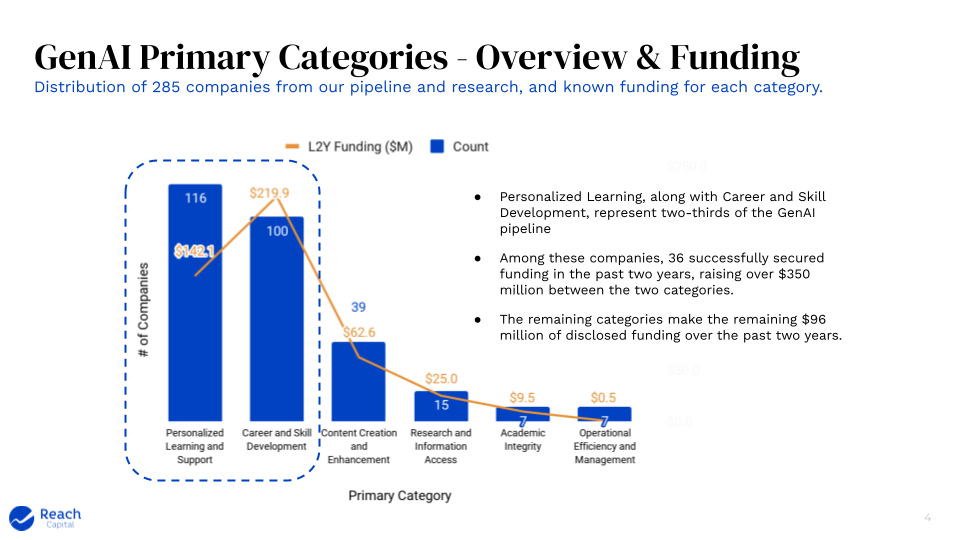 GenAI Primary Categories - Overview & Funding
Distribution of 285 companies from our pipeline and research, and known funding for each category.
L2Y Funding ($M)
Count
# of Companies
116
$142.1
$219.9
100
39
$62.6
$25.0
15
$9.5
7
$0.5
7
Personalized
Learning and
Support
Career and Skill
Development
Content Creation
and
Enhancement
Research and
Information
Access
Academic
Integrity
Operational
Efficiency and
Management
Primary Category
$50.0
$0.0
● Personalized Learning, along with Career and Skill
Development, represent two-thirds of the GenAI
pipeline
● Among these companies, 36 successfully secured
funding in the past two years, raising over $350
million between the two categories.
● The remaining categories make the remaining $96
million of disclosed funding over the past two years.
Reach
Capital
4